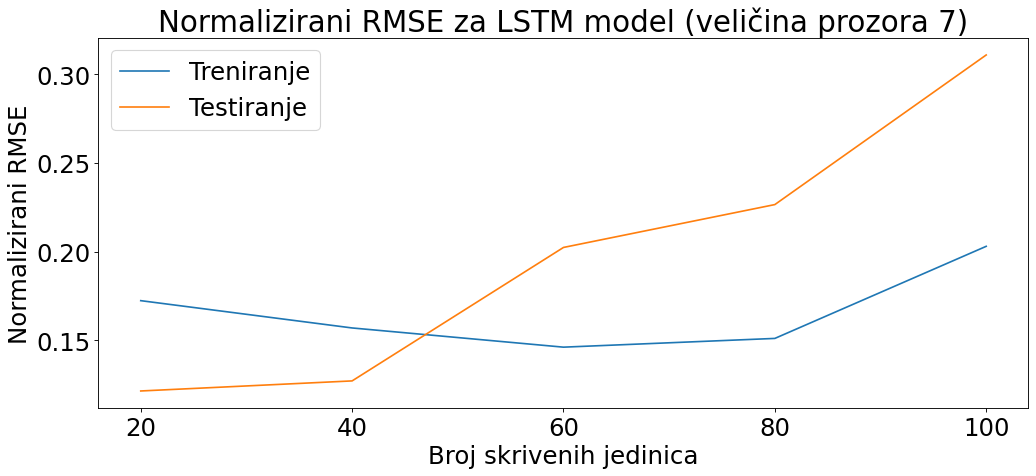 Normalizirani RMSE za LSTM model (veličina prozora 7)
Treniranje
Testiranje
Normalizirani RMSE
0.30
0.25
0.20
0.15
20 40 60 80 100
Broj skrivenih jedinica